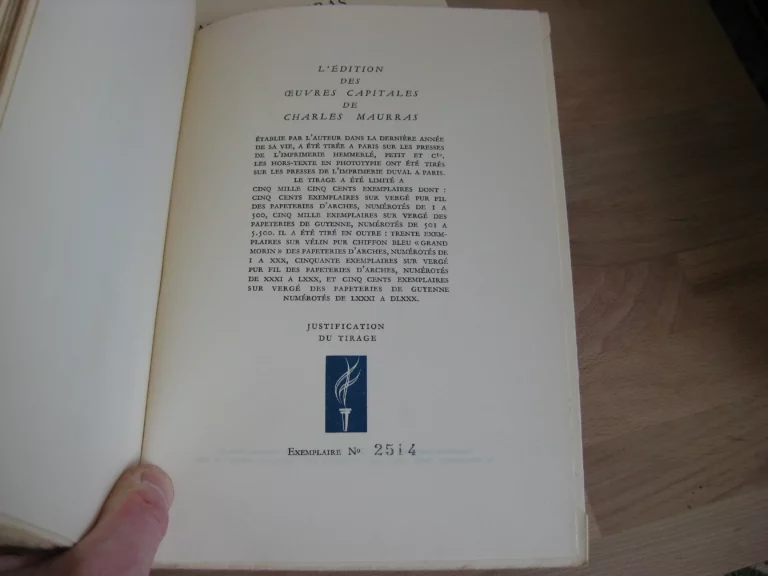 L'ÉDITION
DES
ŒUVRES CAPITALES
DE
CHARLES MAURRAS
ÉTABLIE PAR L'AUTEUR DANS LA DERNIÈRE ANNÉE
DE SA VIE, A ÉTÉ TIRÉE A PARIS SUR LES PRESSES
DE L'IMPRIMERIE HEMMERLÉ, PETIT ET Cie.
LES HORS-TEXTE EN PHOTOTYPIE ONT ÉTÉ TIRÉS
SUR LES PRESSES DE L'IMPRIMERIE DUVAL A PARIS.
LE TIRAGE A ÉTÉ LIMITÉ A
CINQ MILLE CINQ CENTS EXEMPLAIRES DONT :
CINQ CENTS EXEMPLAIRES SUR VERGÉ PUR FIL
DES PAPETERIES D'ARCHES, NUMÉROTÉS DE I A
500, CINQ MILLE EXEMPLAIRES SUR VERGÉ DES
PAPETERIES DE GUYENNE, NUMÉROTÉS DE 501 A
5.500. IL A ÉTÉ TIRÉ EN OUTRE : TRENTE EXEM-
PLAIRES SUR VÉLIN PUR CHIFFON BLEU « GRAND
MORIN » DES PAPETERIES D'ARCHES, NUMÉROTÉS DE
I A XXX, CINQUANTE EXEMPLAIRES SUR VERGÉ
PUR FIL DES PAPETERIES D'ARCHES, NUMÉROTÉS
DE XXXI A LXXX, ET CINQ CENTS EXEMPLAIRES
SUR VERGÉ DES PAPETERIES DE GUYENNE
NUMÉROTÉS DE LXXXI A DLXXX.
JUSTIFICATION
DU TIRAGE
EXEMPLAIRE No 2514